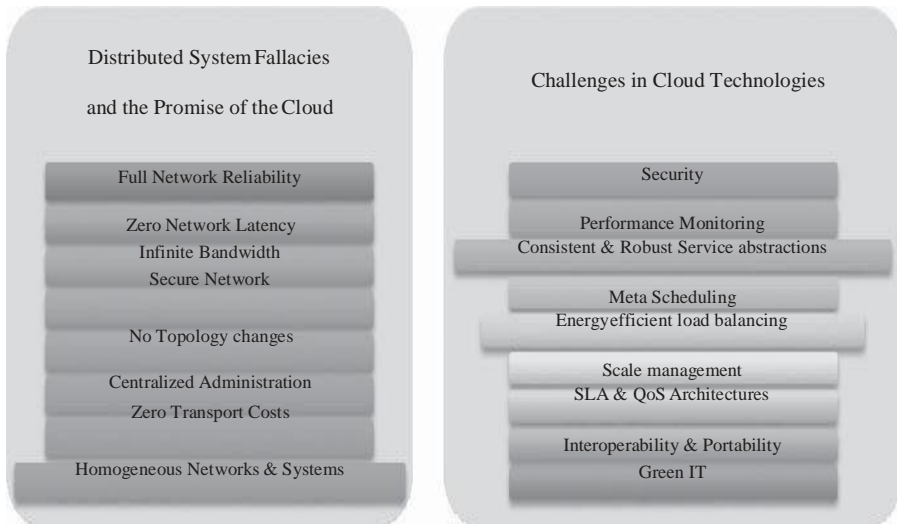 Distributed System Fallacies
and the Promise of the Cloud
Full Network Reliability
Zero Network Latency
Infinite Bandwidth
Secure Network
No Topology changes
Centralized Administration
Zero Transport Costs
Homogeneous Networks & Systems
Challenges in Cloud Technologies
Security
Performance Monitoring
Consistent & Robust Service abstractions
Meta Scheduling
Energyefficient load balancing
Scale management
SLA & QoS Architectures
Interoperability & Portability
Green IT